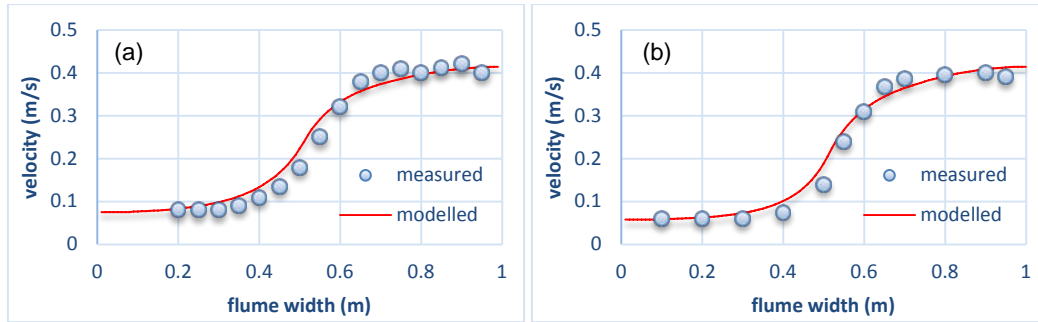 (a)
velocity (m/s)
0.5
0.4
0.3
0.2
0.1
0
measured
modelled
0 0.2 0.4 0.6 0.8 1
flume width (m)
(b)
velocity (m/s)
0.5
0.4
0.3
0.2
0.1
0
measured
modelled
0 0.2 0.4 0.6 0.8 1
flume width (m)